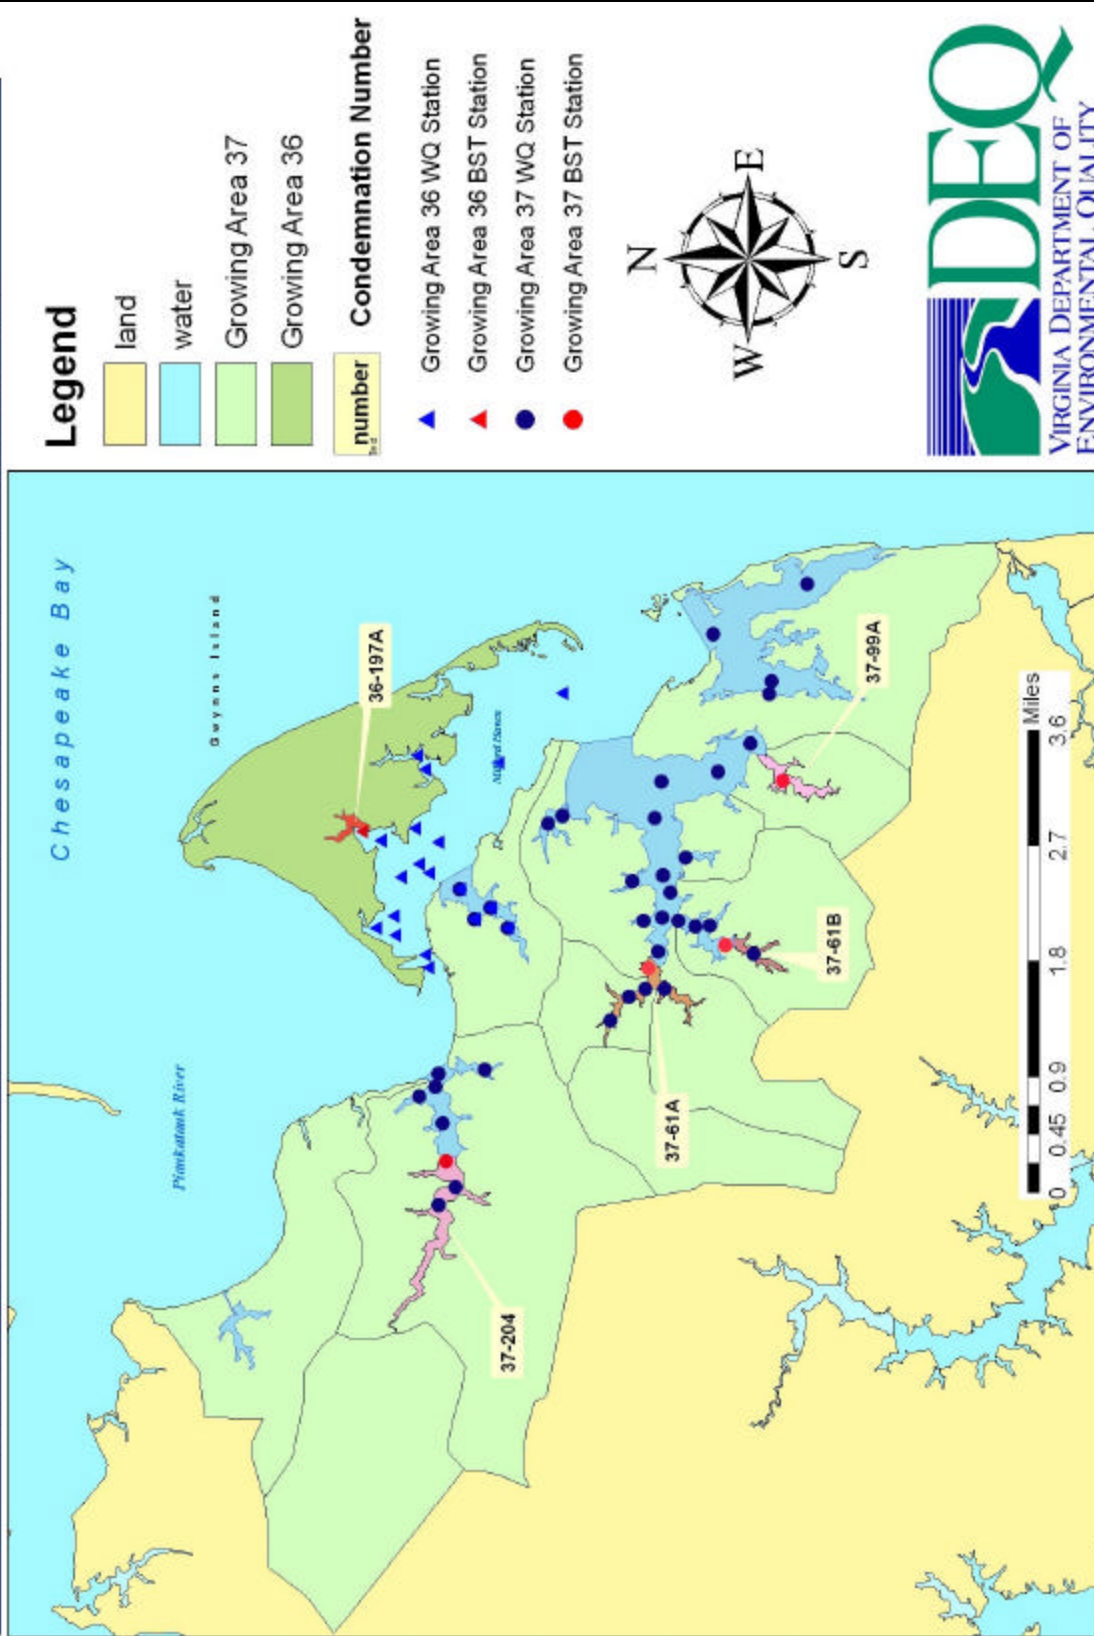 Legend
land
water
Growing Area 37
Growing Area 36
number
Condemnation Number
Growing Area 36 WQ Station
Growing Area 36 BST Station
Growing Area 37 WQ Station
Growing Area 37 BST Station
N
W
E
S
DEQ
VIRGINIA DEPARTMENT OF
ENVIRONMENTAL QUALITY
Chesapeake Bay
Gwynns Island
36-197A
Piankatank River
37-99A
37-61B
37-61A
37-204
0 0.45 0.9 1.8 2.7 3.6
Miles